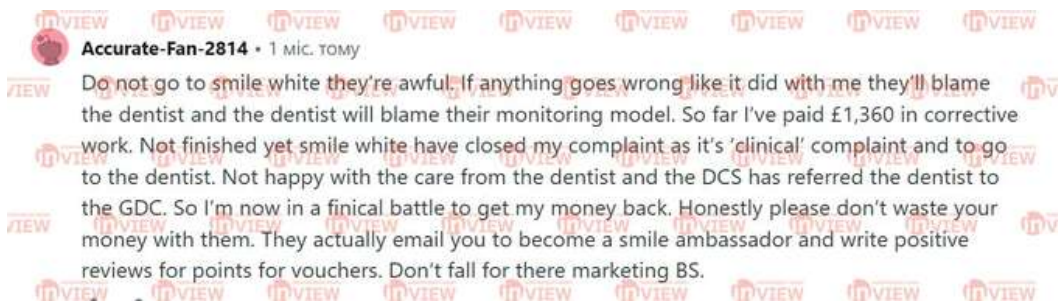 Accurate-Fan-2814 • 1 міс. тому
Do not go to smile white they're awful. If anything goes wrong like it did with me they'll blame
the dentist and the dentist will blame their monitoring model. So far I've paid £1,360 in corrective
work. Not finished yet smile white have closed my complaint as it's 'clinical' complaint and to go
to the dentist. Not happy with the care from the dentist and the DCS has referred the dentist to
the GDC. So I'm now in a finical battle to get my money back. Honestly please don't waste your
money with them. They actually email you to become a smile ambassador and write positive
reviews for points for vouchers. Don't fall for there marketing BS.